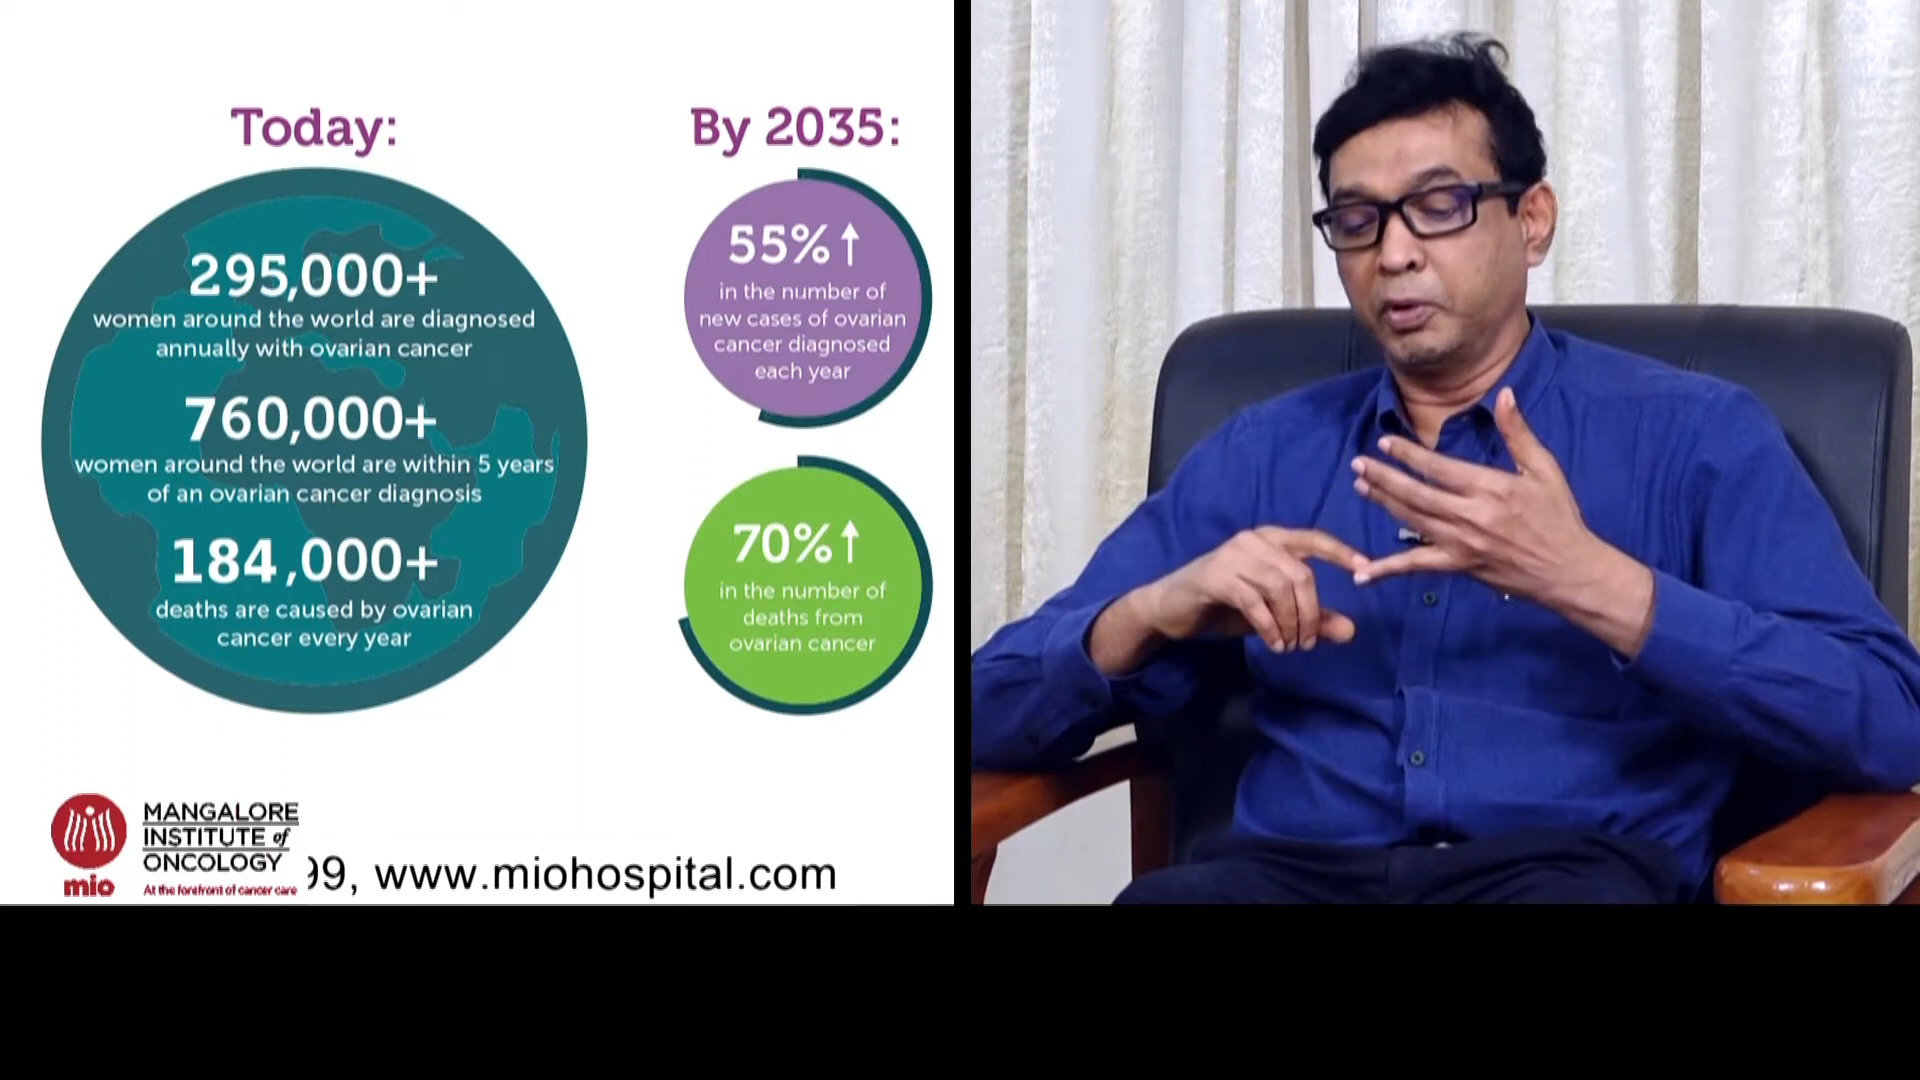 Today:
295,000+
women around the world are diagnosed
annually with ovarian cancer
760,000+
women around the world are within 5 years
of an ovarian cancer diagnosis
184,000+
deaths are caused by ovarian
cancer every year
By 2035:
55%↑
in the number of
new cases of ovarian
cancer diagnosed
each year
70%↑
in the number of
deaths from
ovarian cancer
mio
MANGALORE
INSTITUTE of
ONCOLOGY
At the forefront of cancer care
99, www.miohospital.com